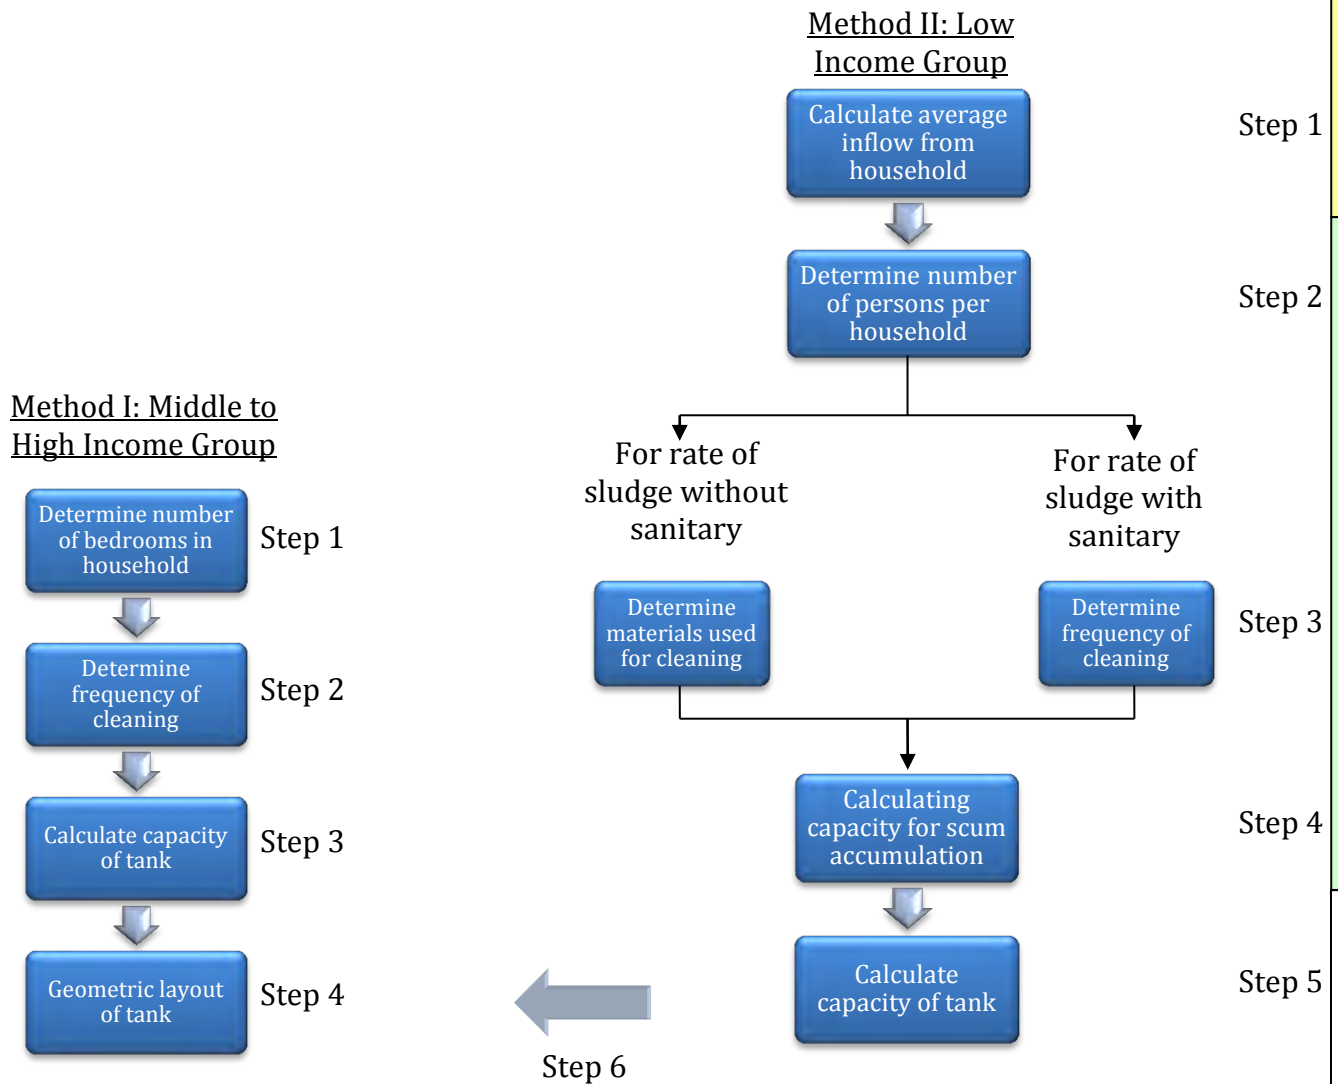 Method II: Low
Income Group
Calculate average
inflow from
household
Step 1
Determine number
of persons per
household
Step 2
For rate of
sludge without
sanitary
For rate of
sludge with
sanitary
Determine
materials used
for cleaning
Determine
frequency of
cleaning
Step 3
Calculating
capacity for scum
accumulation
Step 4
Calculate
capacity of tank
Step 5
Step 6
Method I: Middle to
High Income Group
Determine number
of bedrooms in
household
Step 1
Determine
frequency of
cleaning
Step 2
Calculate capacity
of tank
Step 3
Geometric layout
of tank
Step 4